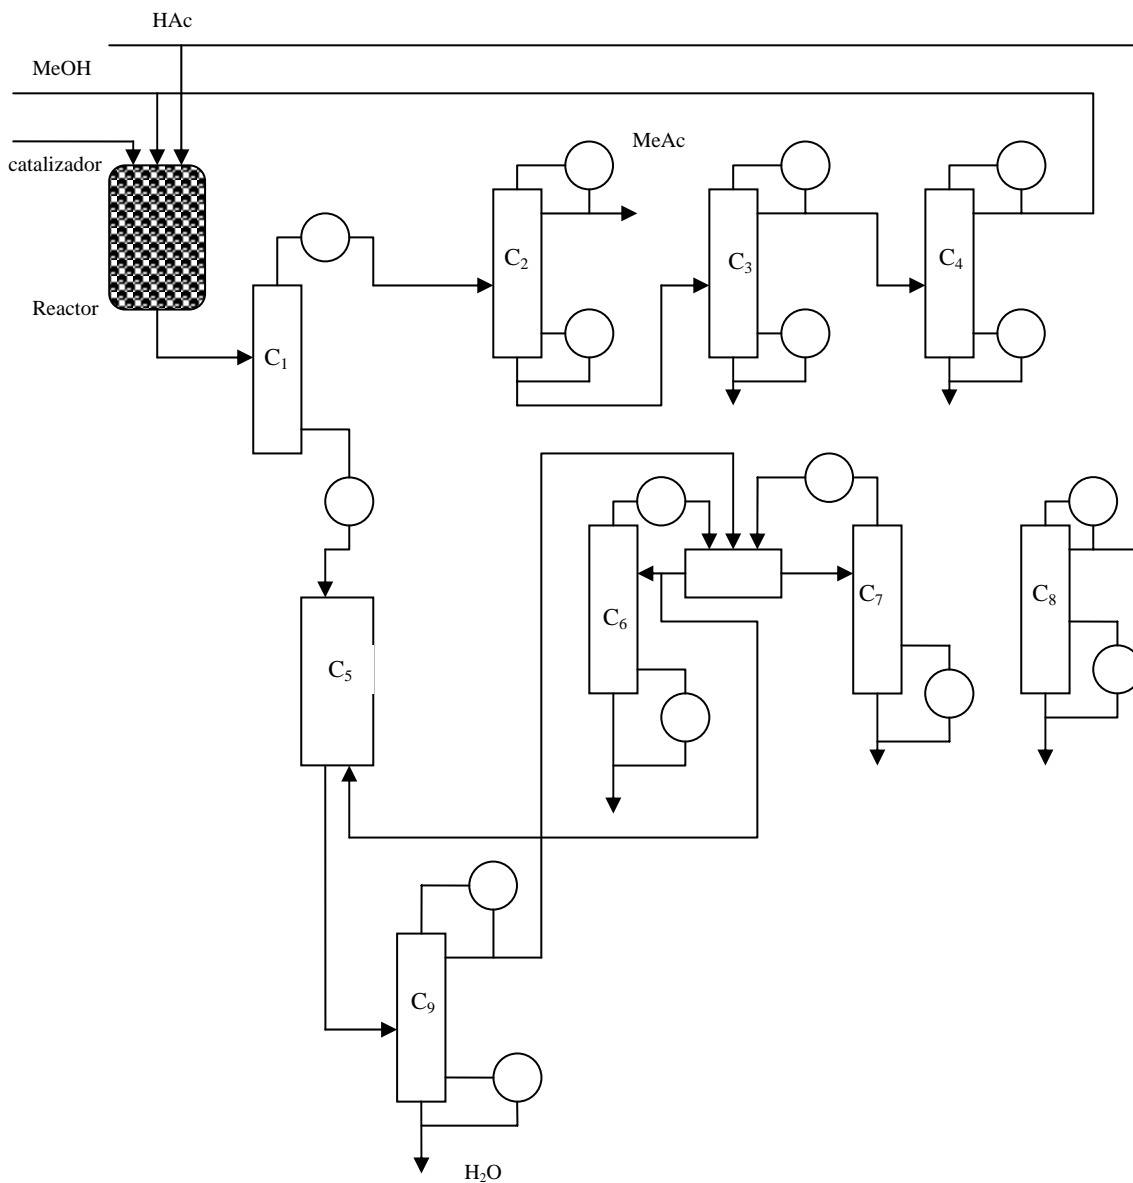 HAc
MeOH
MeAc
catalizador
C₂
C₃
C₄
Reactor
C₁
C₈
C₇
C₆
C₅
C₉
H₂O